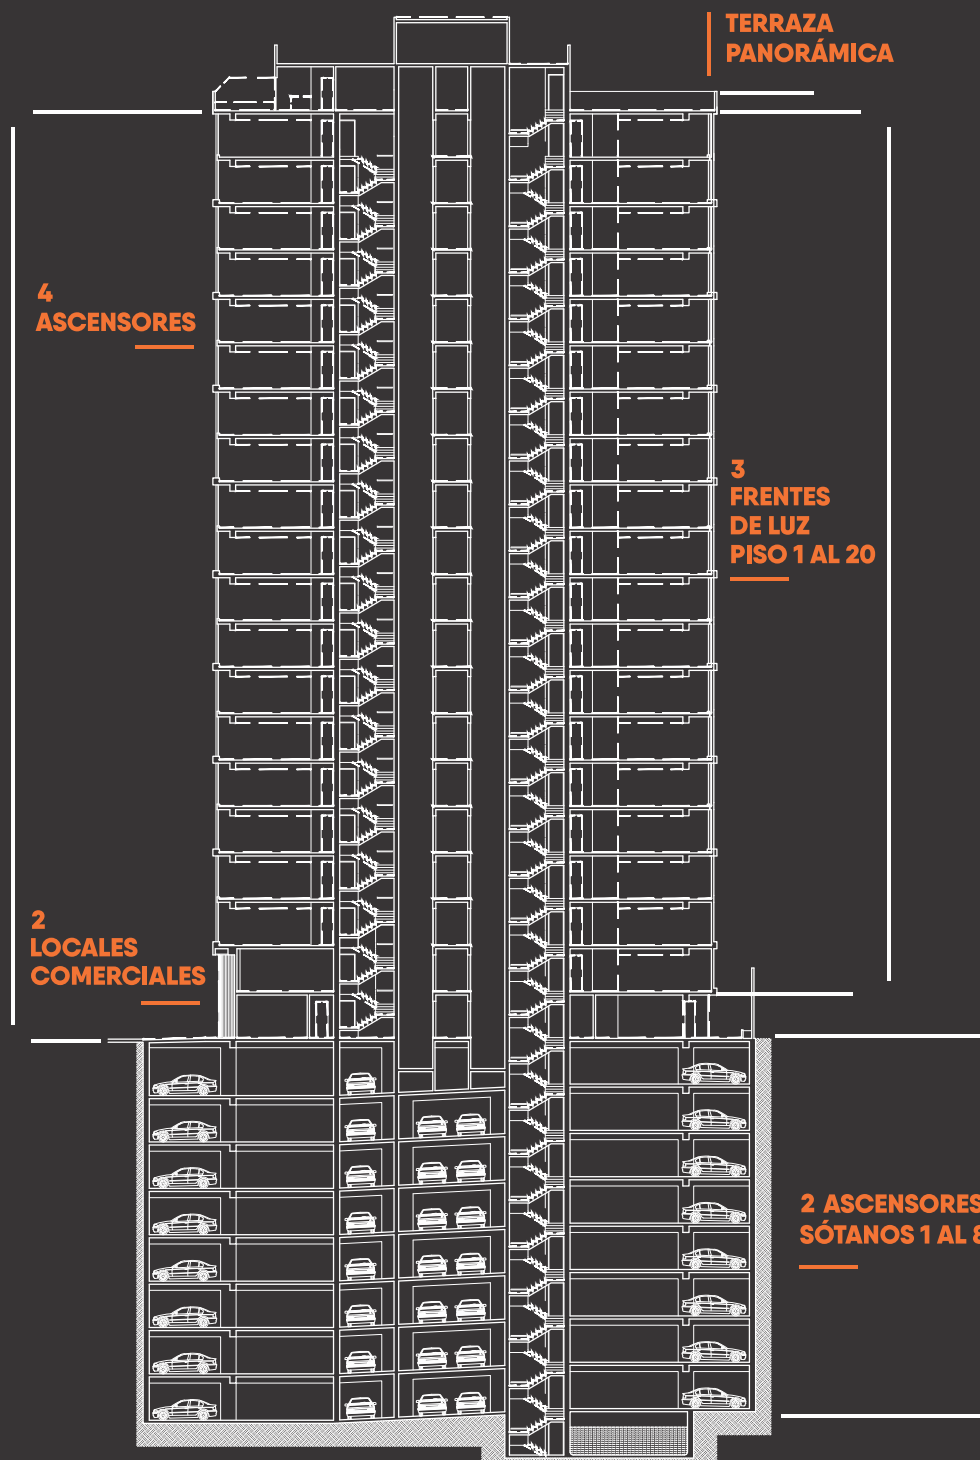 TERRAZA
PANORÁMICA
4
ASCENSORES
3
FRENTES
DE LUZ
PISO 1 AL 20
2
LOCALES
COMERCIALES
2 ASCENSORES
SÓTANOS 1 AL 8